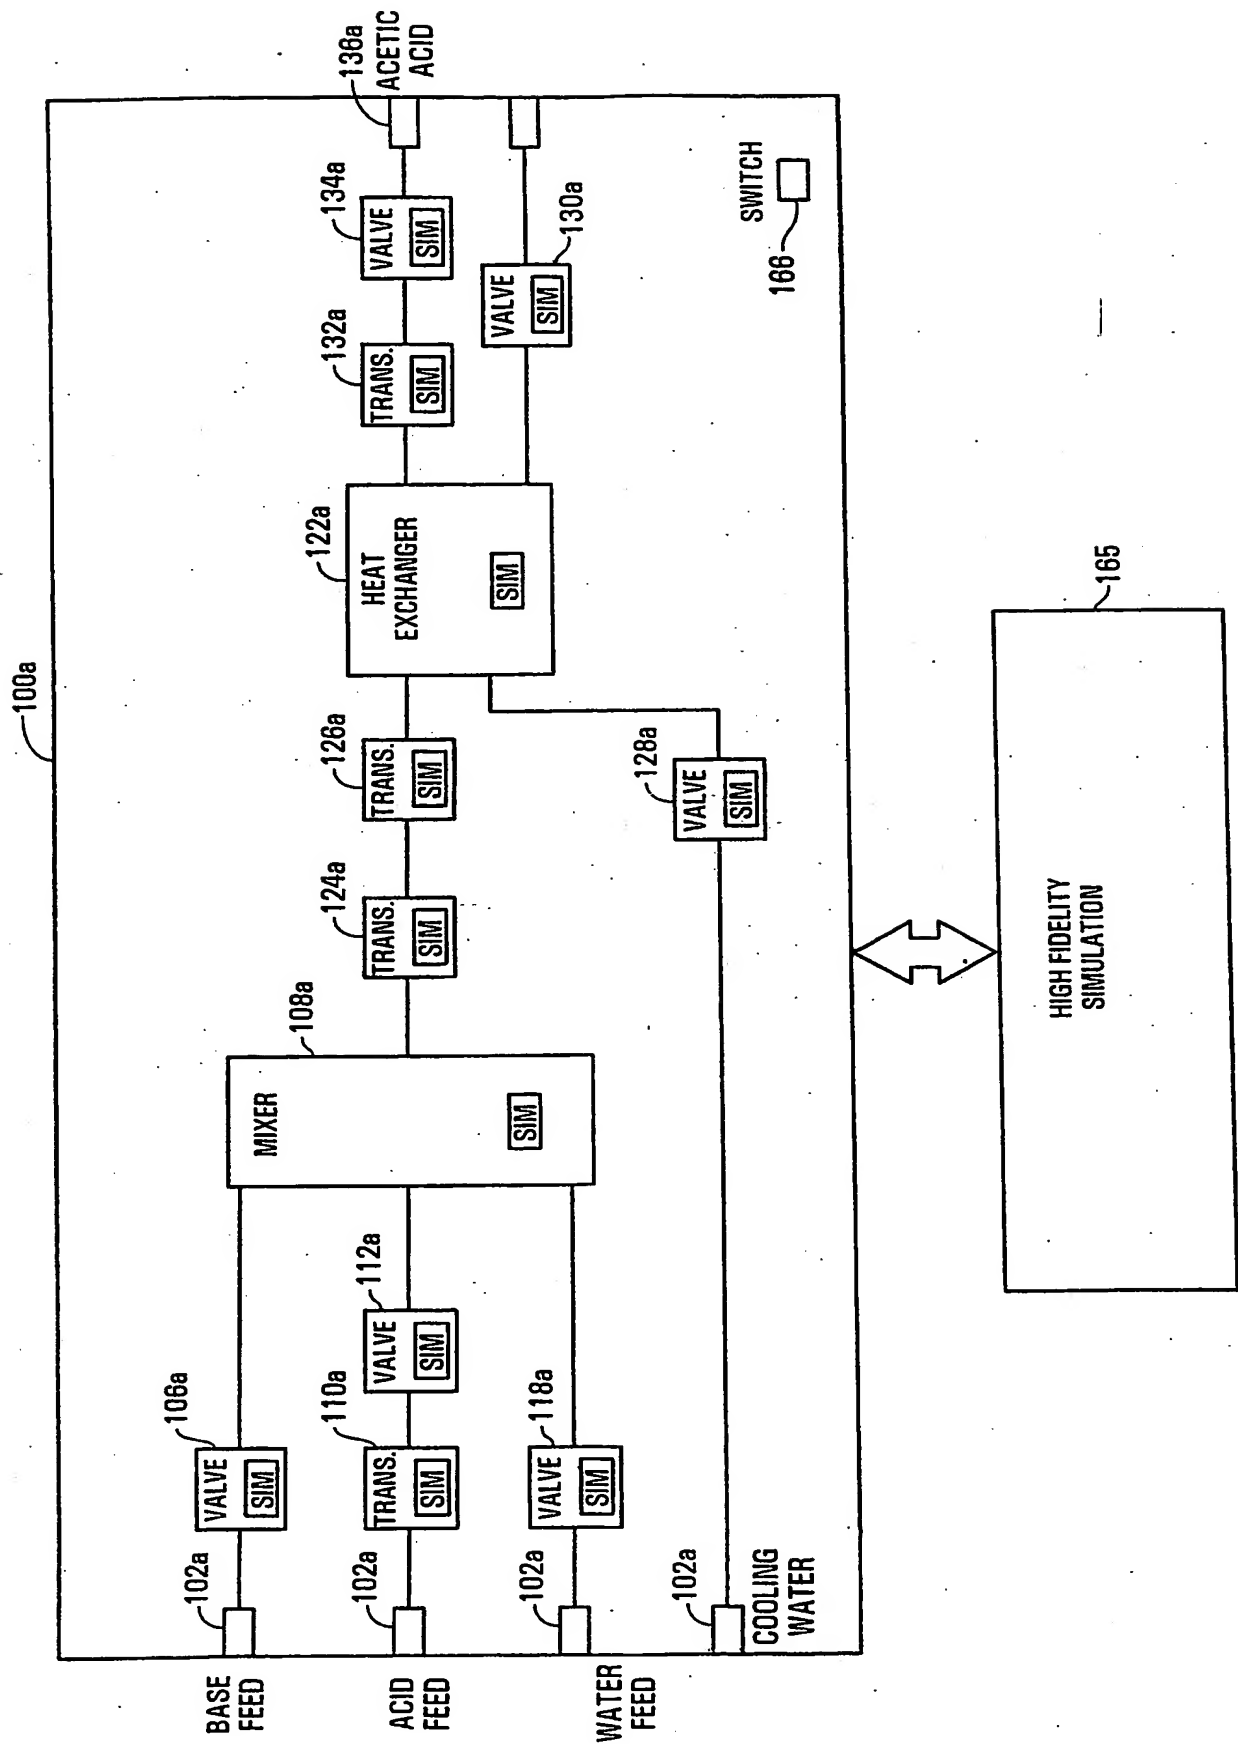 100a
BASE
FEED
102a
106a
VALVE
SIM
ACID
FEED
102a
110a
TRANS.
SIM
112a
VALVE
SIM
WATER
FEED
102a
118a
VALVE
SIM
102a
COOLING
WATER
108a
MIXER
SIM
124a
TRANS.
SIM
126a
TRANS.
SIM
128a
VALVE
SIM
122a
HEAT
EXCHANGER
SIM
132a
TRANS.
SIM
134a
VALVE
SIM
130a
VALVE
SIM
136a
ACETIC
ACID
SWITCH
166
165
HIGH FIDELITY
SIMULATION